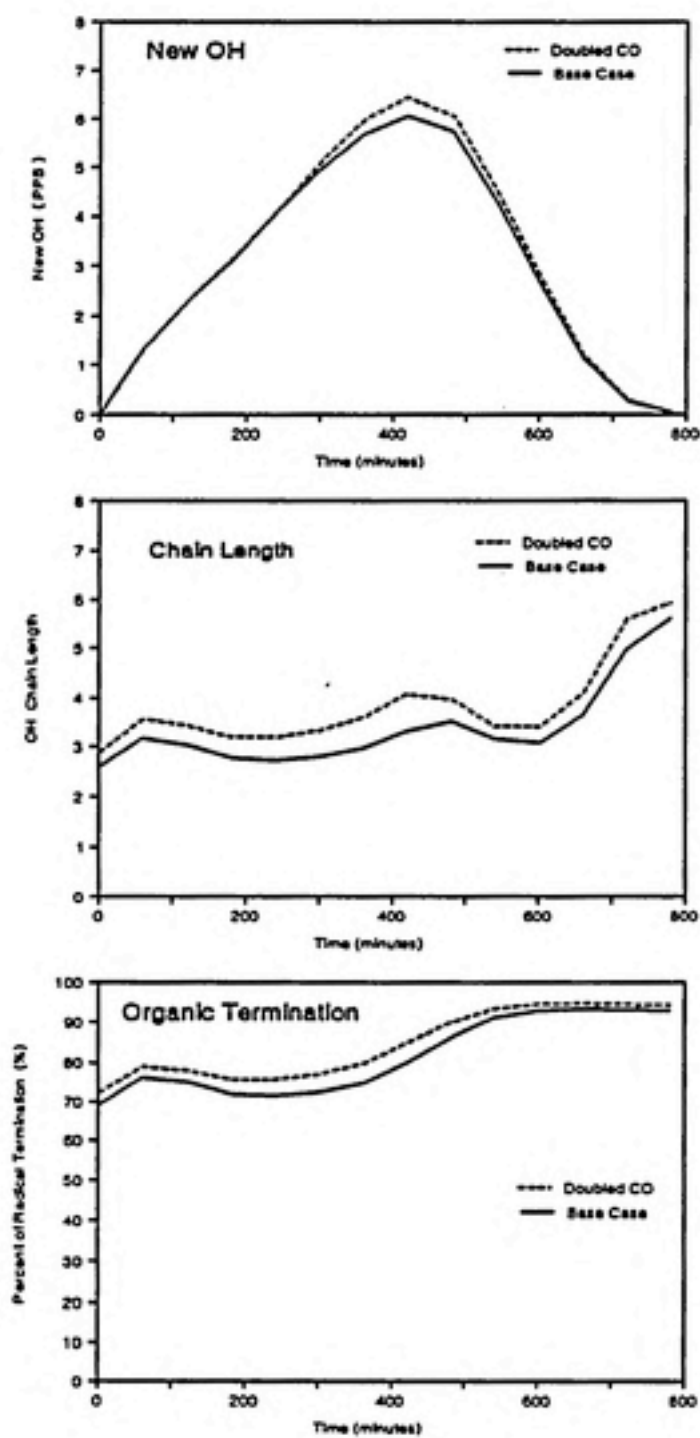 New OH
Doubled CO
Base Case
New OH (PPB)
8
7
6
5
4
3
2
1
0
0 200 400 600 800
Time (minutes)
Chain Length
Doubled CO
Base Case
OH Chain Length
8
7
6
5
4
3
2
1
0
0 200 400 600 800
Time (minutes)
Organic Termination
Doubled CO
Base Case
Percent of Radical Termination (%)
100
90
80
70
60
50
40
30
20
10
0
0 200 400 600 800
Time (minutes)